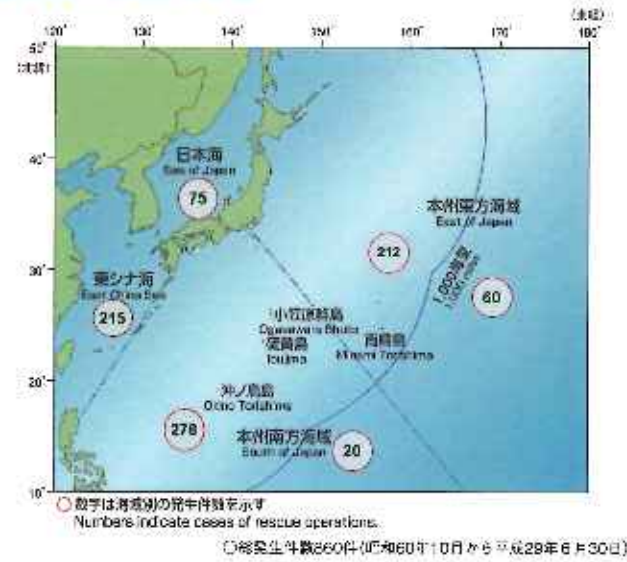 (東経)
120° 130° 140° 150° 160° 170° 180°
50°
(北緯)
40°
30°
20°
10°
日本海
Sea of Japan
75
本州東方海域
East of Japan
212
1,000海里
60
東シナ海
East China Sea
215
小笠原群島
Ogasawara Shoto
硫黄島
Ioujima
南鳥島
Minami Torishima
沖ノ鳥島
Okino Torishima
278
本州南方海域
South of Japan
20
○数字は海域別の発生件数を示す
Numbers indicate cases of rescue operations.
○総発生件数860件(昭和60年10月から平成29年6月30日)